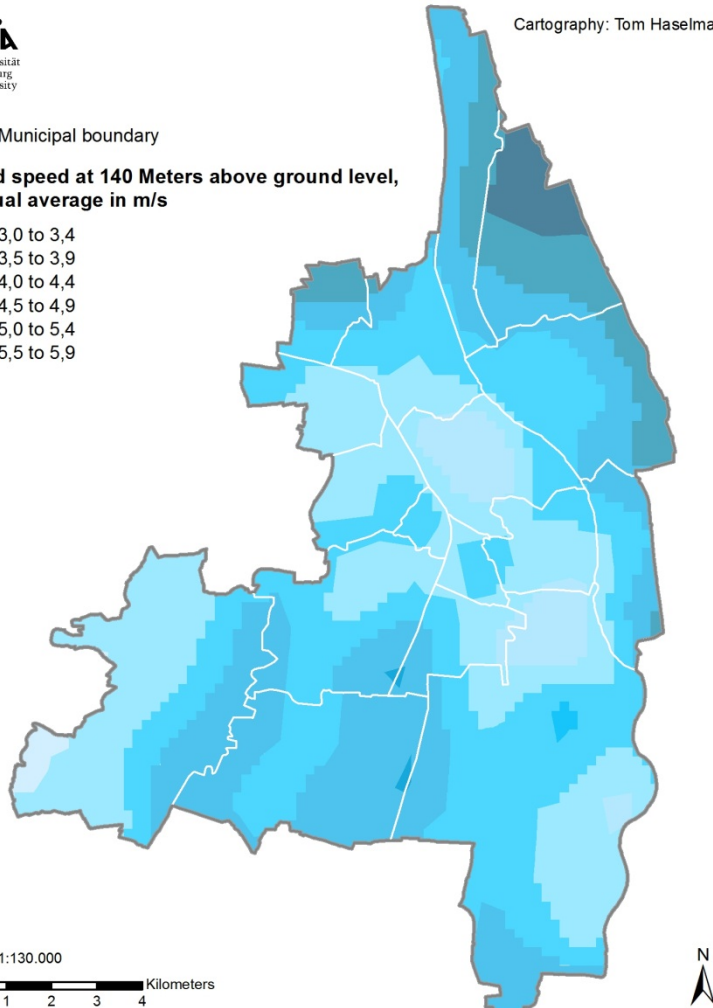 Cartography: Tom Haselma
sität
urg
sity
Municipal boundary
d speed at 140 Meters above ground level,
ual average in m/s
3,0 to 3,4
3,5 to 3,9
4,0 to 4,4
4,5 to 4,9
5,0 to 5,4
5,5 to 5,9
1:130.000
Kilometers
1 2 3 4
N